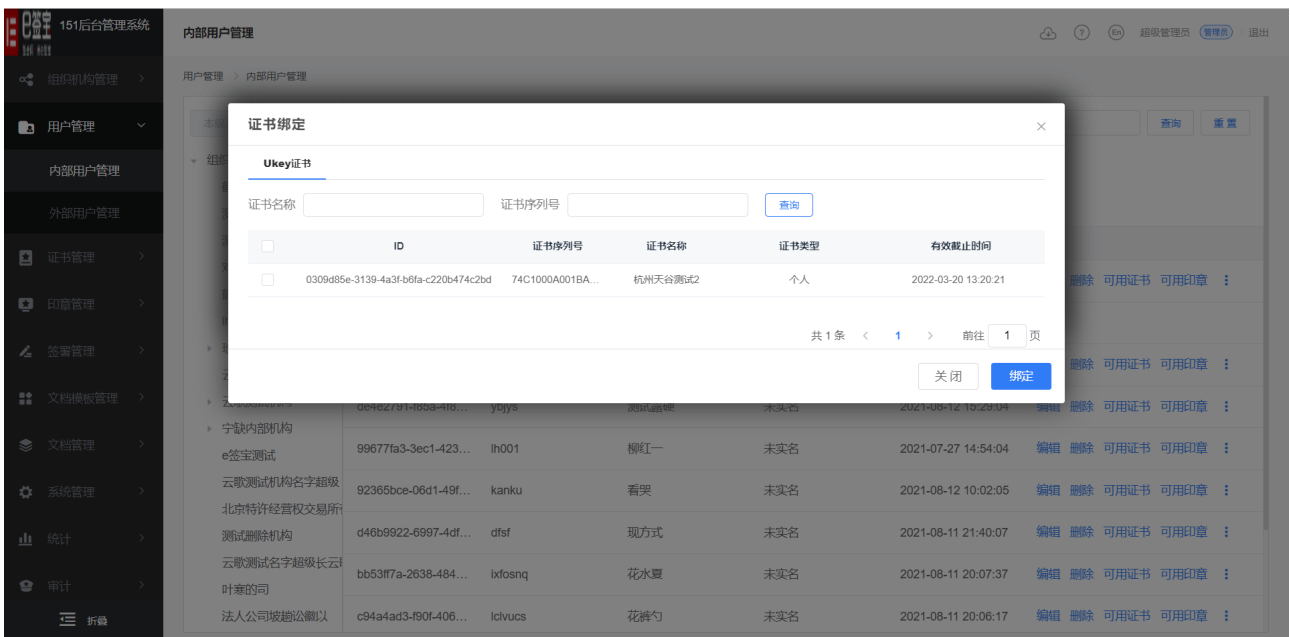 151后台管理系统
组织机构管理
用户管理
内部用户管理
外部用户管理
证书管理
印章管理
签署管理
文档模板管理
文档管理
系统管理
统计
审计
折叠
内部用户管理
En 超级管理员 管理员 退出
用户管理 > 内部用户管理
查询 重置
证书绑定
Ukey证书
证书名称 证书序列号 查询
ID 证书序列号 证书名称 证书类型 有效截止时间
0309d85e-3139-4a3f-b6fa-c220b474c2bd 74C1000A001BA... 杭州天谷测试2 个人 2022-03-20 13:20:21
共 1 条 < 1 > 前往 1 页
关闭 绑定
删除 可用证书 可用印章
删除 可用证书 可用印章
de4e2791-f85a-4f8... ybjys 未实名 2021-08-12 15:29:04 编辑 删除 可用证书 可用印章
宁缺内部机构
99677fa3-3ec1-423... lh001 柳红一 未实名 2021-07-27 14:54:04 编辑 删除 可用证书 可用印章
e签宝测试
云歌测试机构名字超级
92365bce-06d1-49f... kanku 看哭 未实名 2021-08-12 10:02:05 编辑 删除 可用证书 可用印章
北京特许经营权交易所
测试删除机构
d46b9922-6997-4df... dfsf 现方式 未实名 2021-08-11 21:40:07 编辑 删除 可用证书 可用印章
云歌测试名字超级长云
bb53ff7a-2638-484... ixfosnq 花水夏 未实名 2021-08-11 20:07:37 编辑 删除 可用证书 可用印章
叶寒的司
法人公司坡趟讼髂以
c94a4ad3-f90f-406... lcivucs 花裤勺 未实名 2021-08-11 20:06:17 编辑 删除 可用证书 可用印章